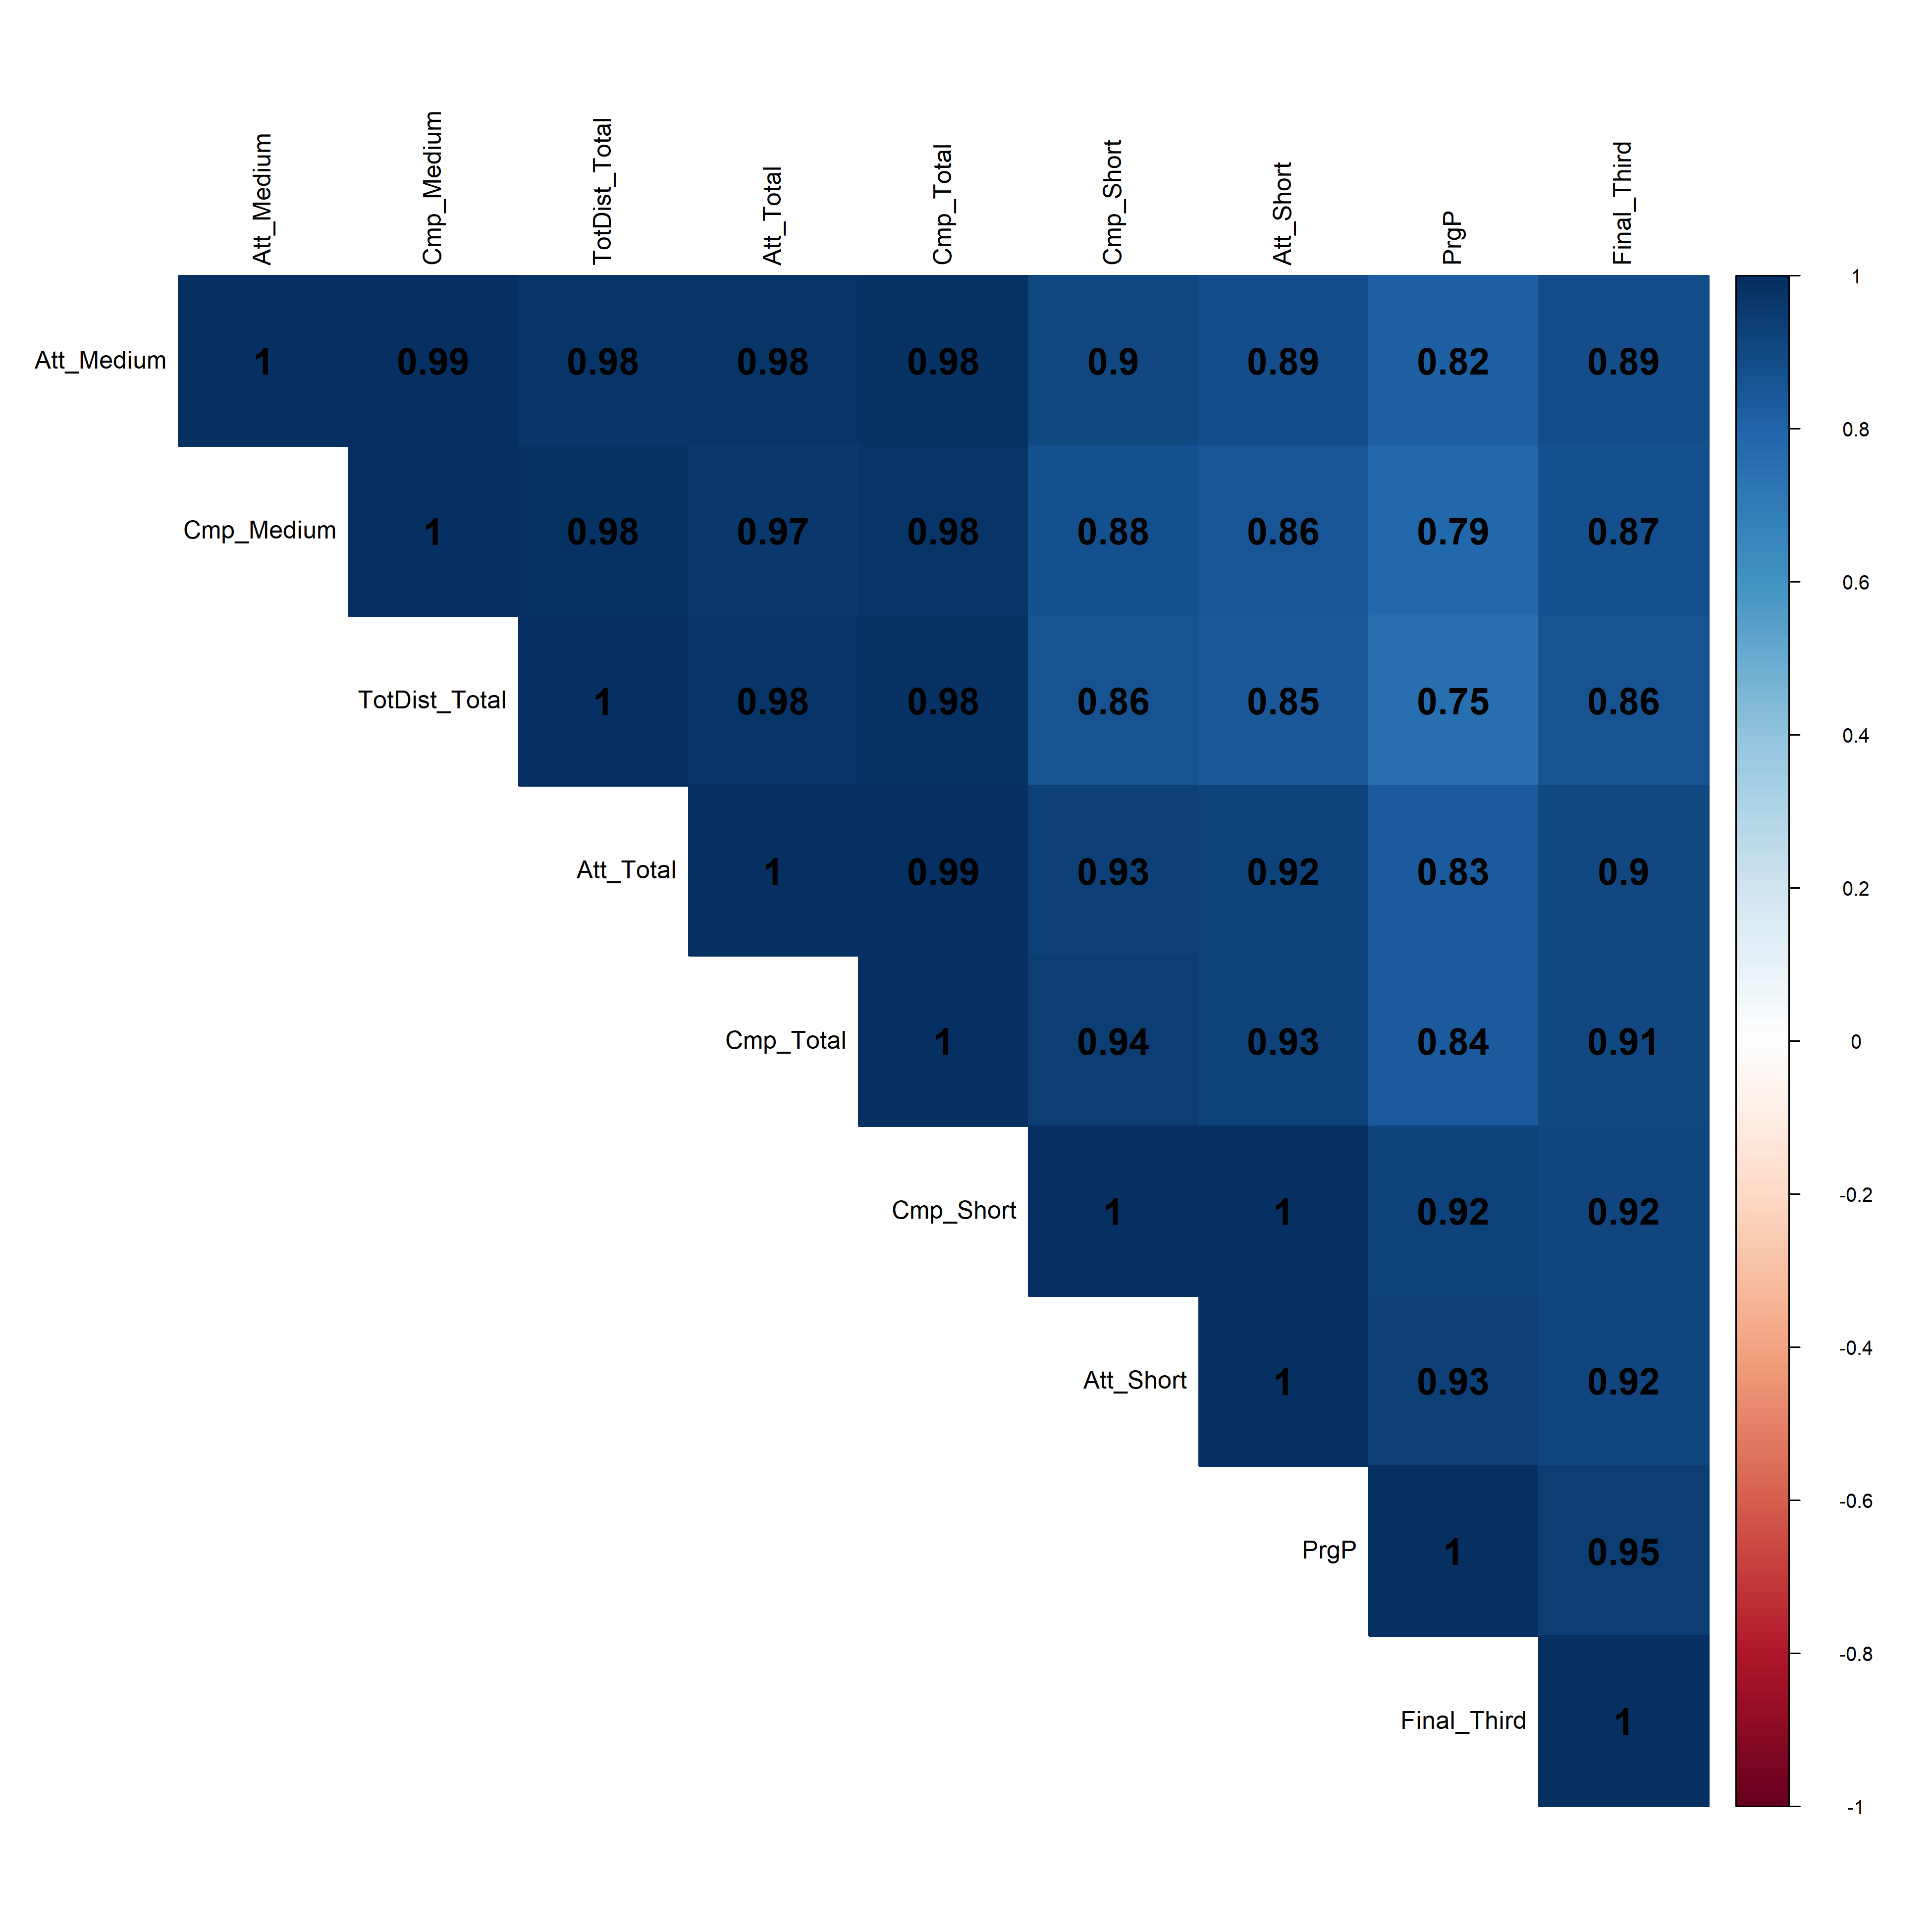 Att_Medium Cmp_Medium TotDist_Total Att_Total Cmp_Total Cmp_Short Att_Short PrgP Final_Third
Att_Medium 1 0.99 0.98 0.98 0.98 0.9 0.89 0.82 0.89
Cmp_Medium 1 0.98 0.97 0.98 0.88 0.86 0.79 0.87
TotDist_Total 1 0.98 0.98 0.86 0.85 0.75 0.86
Att_Total 1 0.99 0.93 0.92 0.83 0.9
Cmp_Total 1 0.94 0.93 0.84 0.91
Cmp_Short 1 1 0.92 0.92
Att_Short 1 0.93 0.92
PrgP 1 0.95
Final_Third 1
1
0.8
0.6
0.4
0.2
0
-0.2
-0.4
-0.6
-0.8
-1